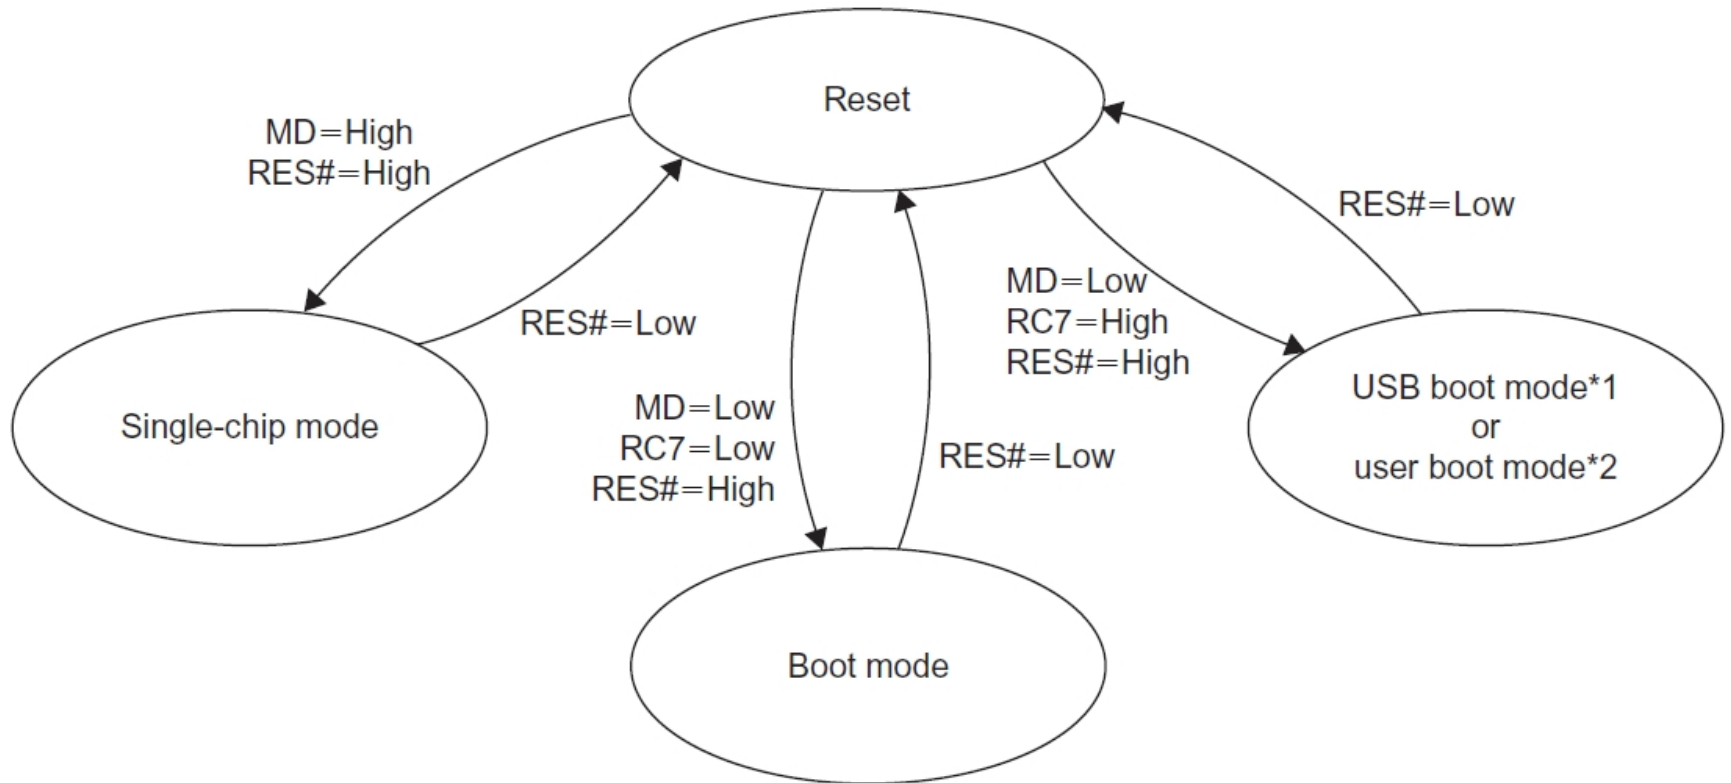 Reset
MD=High
RES#=High
RES#=Low
RES#=Low
MD=Low
RC7=High
RES#=High
Single-chip mode
MD=Low
RC7=Low
RES#=High
RES#=Low
USB boot mode*1
or
user boot mode*2
Boot mode